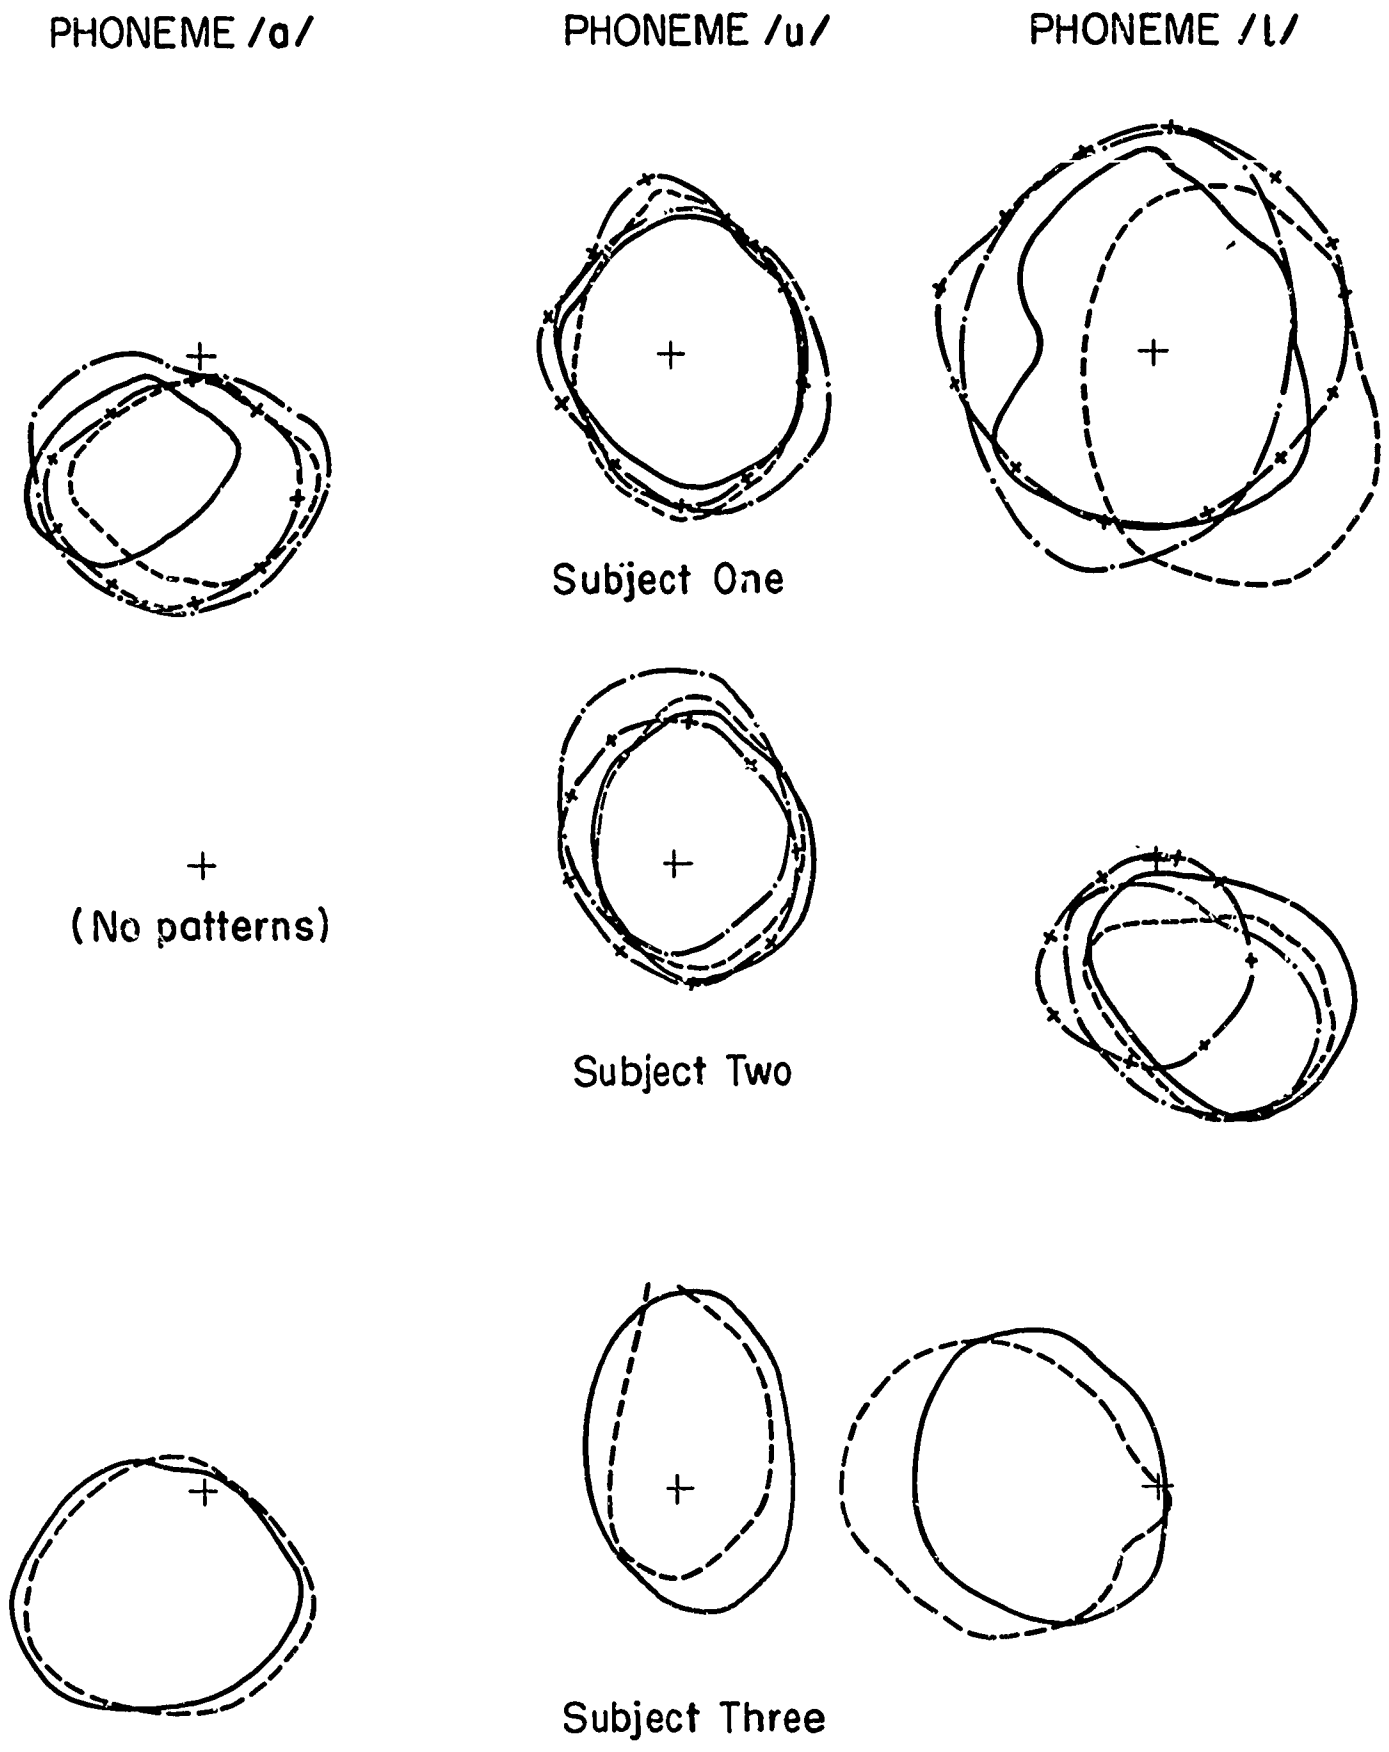 PHONEME /a/
PHONEME /u/
PHONEME /l/
Subject One
(No patterns)
Subject Two
Subject Three